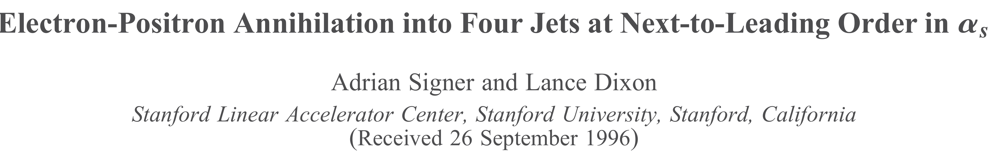 Electron-Positron Annihilation into Four Jets at Next-to-Leading Order in αs
Adrian Signer and Lance Dixon
Stanford Linear Accelerator Center, Stanford University, Stanford, California
(Received 26 September 1996)